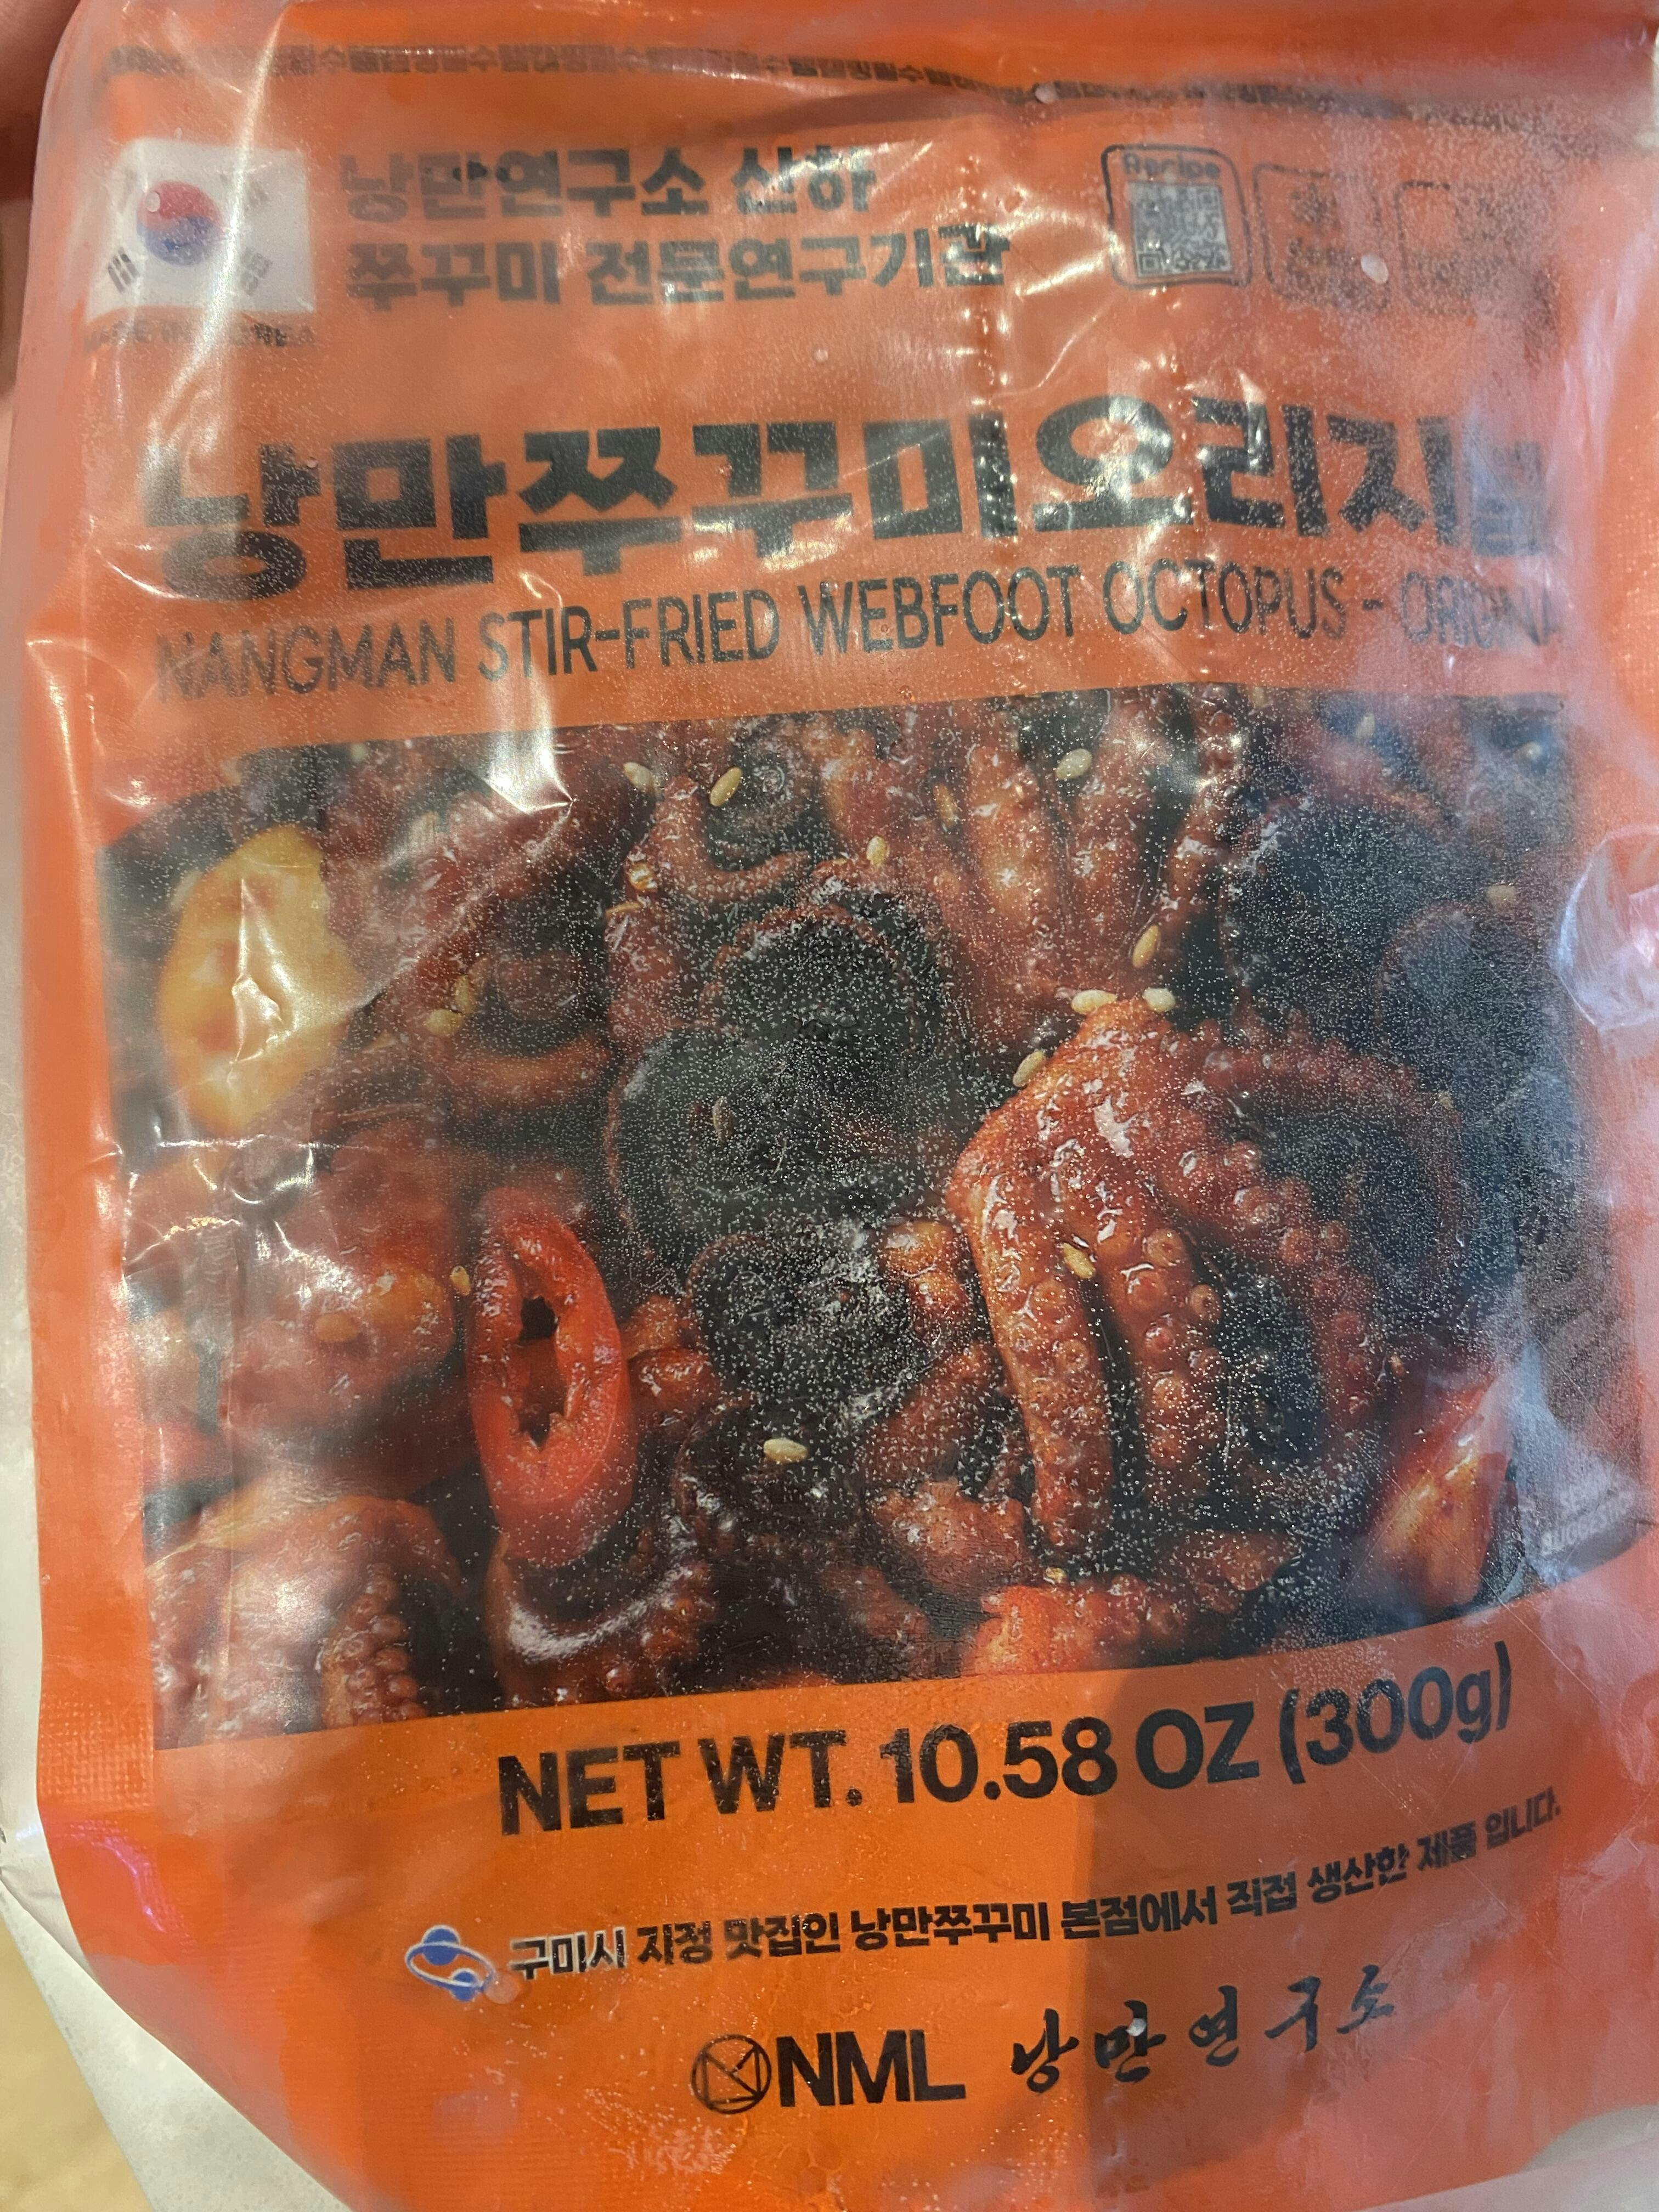 낭만연구소 산하
쭈꾸미 전문연구기관
Recipe
낭만쭈꾸미오리지널
NANGMAN STIR-FRIED WEBFOOT OCTOPUS - ORIGINA
NET WT. 10.58 OZ (300g)
구미시 지정 맛집인 낭만쭈꾸미 본점에서 직접 생산한 제품 입니다.
NML 낭만연구소